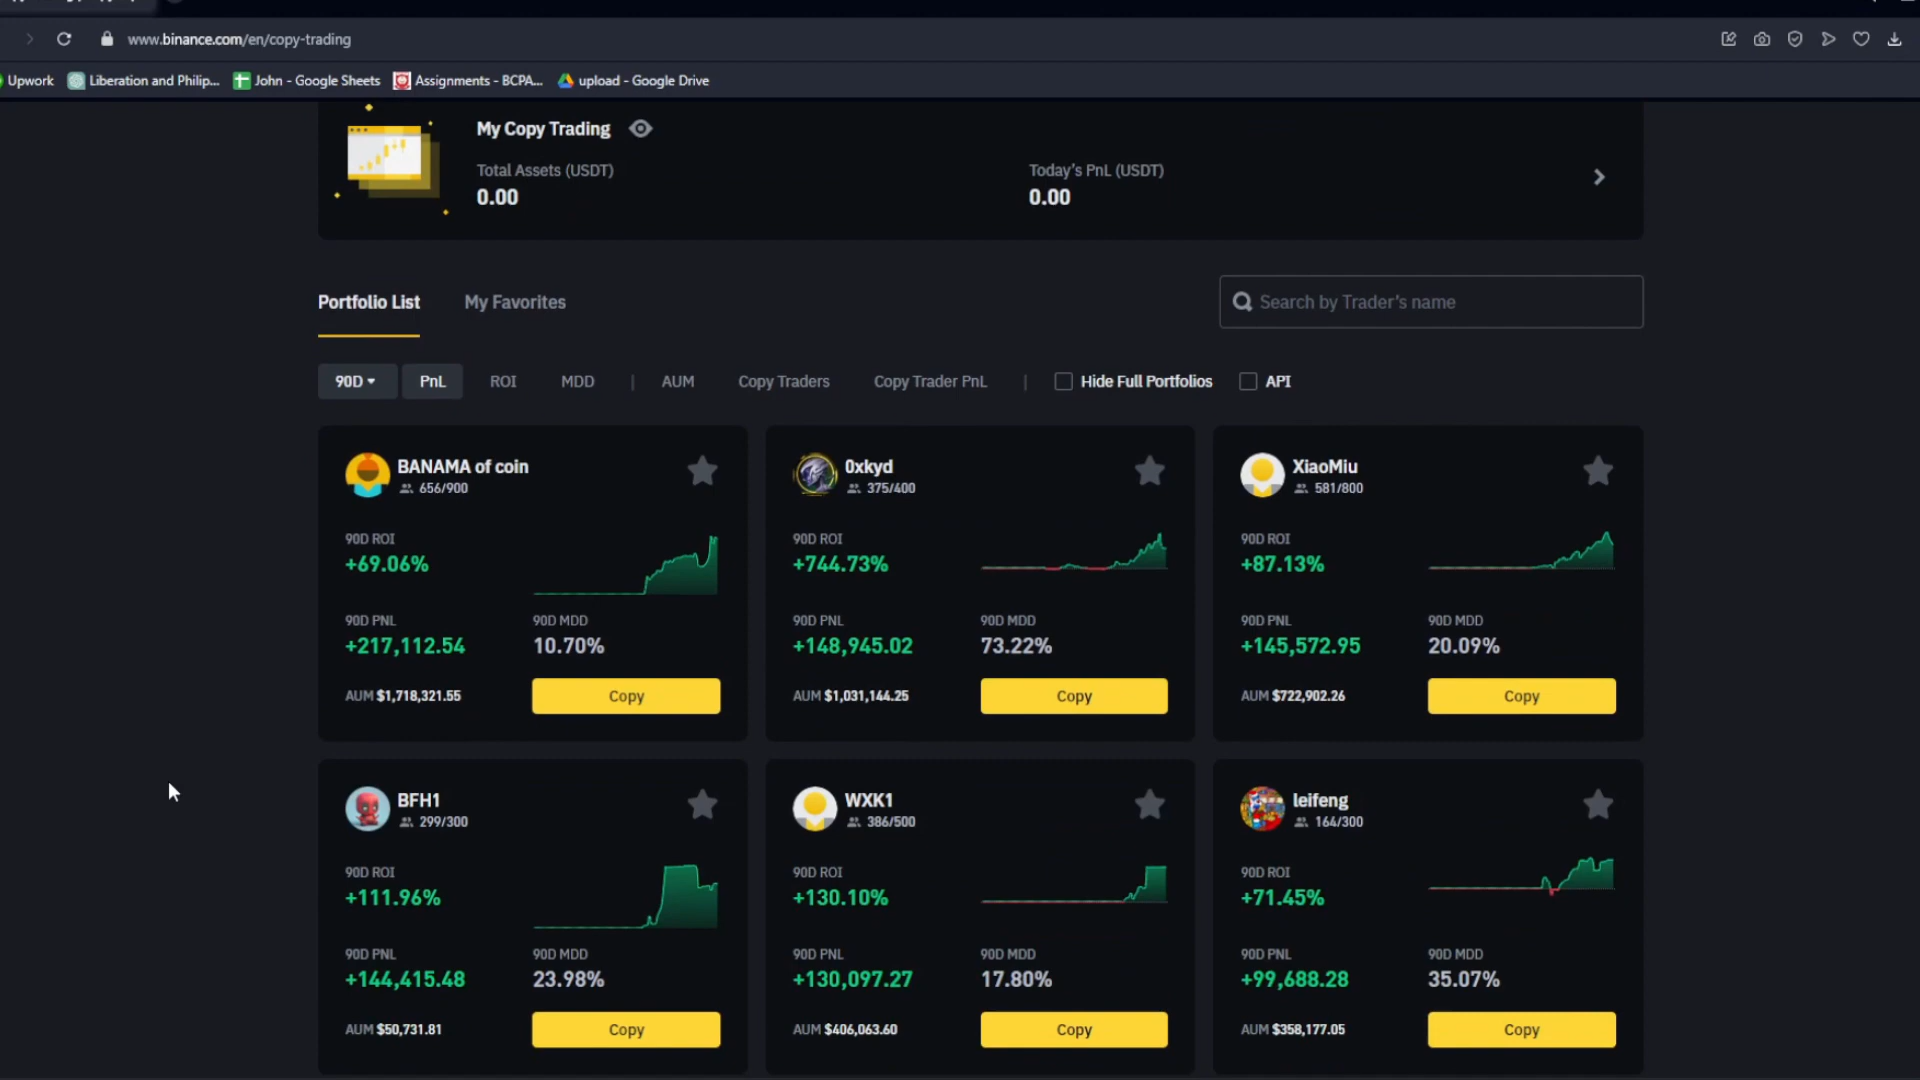 www.binance.com/en/copy-trading
Upwork Liberation and Philip... John - Google Sheets Assignments - BCPA... upload - Google Drive
My Copy Trading
Total Assets (USDT) Today's PnL (USDT)
0.00 0.00
Portfolio List My Favorites Search by Trader's name
90D PnL ROI MDD | AUM Copy Traders Copy Trader PnL | Hide Full Portfolios API
BANAMA of coin
656/900
90D ROI
+69.06%
90D PNL 90D MDD
+217,112.54 10.70%
AUM $1,718,321.55 Copy
0xkyd
375/400
90D ROI
+744.73%
90D PNL 90D MDD
+148,945.02 73.22%
AUM $1,031,144.25 Copy
XiaoMiu
581/800
90D ROI
+87.13%
90D PNL 90D MDD
+145,572.95 20.09%
AUM $722,902.26 Copy
BFH1
299/300
90D ROI
+111.96%
90D PNL 90D MDD
+144,415.48 23.98%
AUM $50,731.81 Copy
WXK1
386/500
90D ROI
+130.10%
90D PNL 90D MDD
+130,097.27 17.80%
AUM $406,063.60 Copy
leifeng
164/300
90D ROI
+71.45%
90D PNL 90D MDD
+99,688.28 35.07%
AUM $358,177.05 Copy